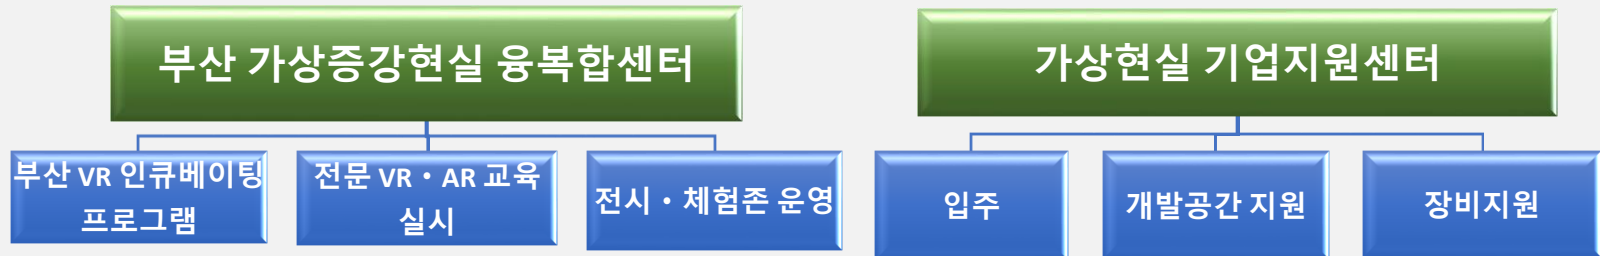 부산 가상증강현실 융복합센터
부산 VR 인큐베이팅
프로그램
전문 VR・AR 교육
실시
전시・체험존 운영
가상현실 기업지원센터
입주
개발공간 지원
장비지원